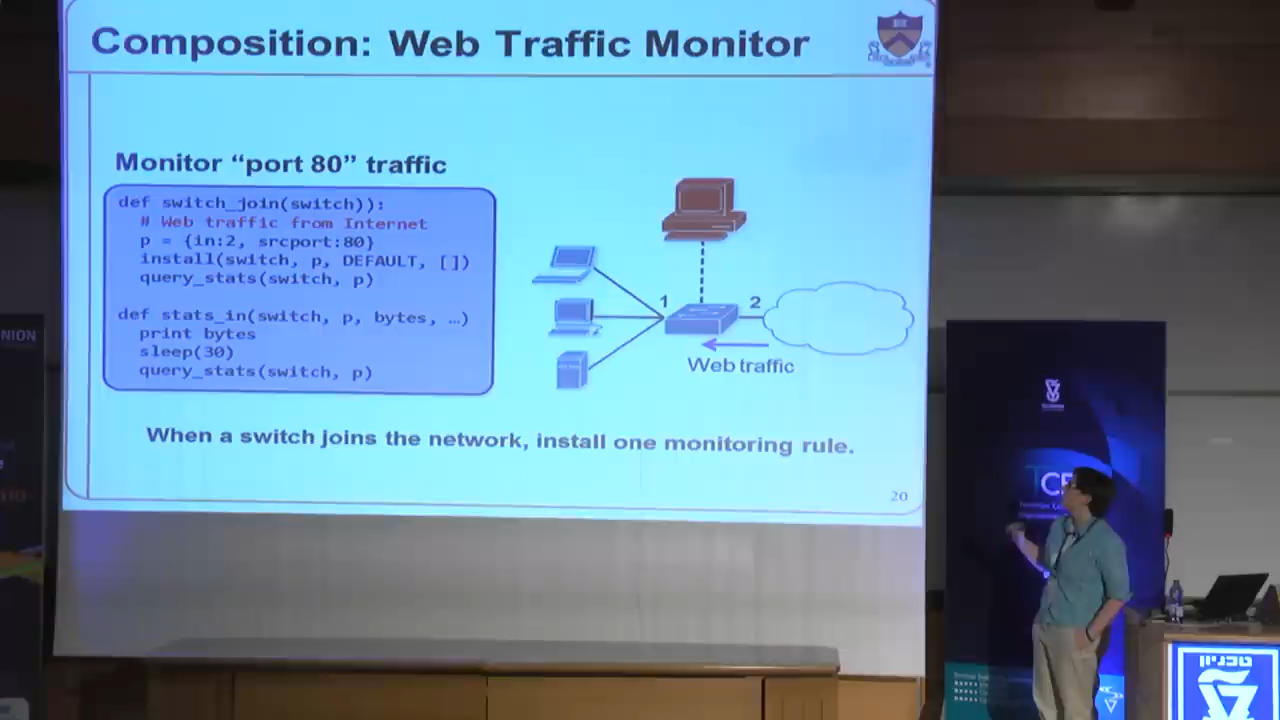 Composition: Web Traffic Monitor
Monitor “port 80” traffic
def switch_join(switch)):
# Web traffic from Internet
p = {in:2, srcport:80}
install(switch, p, DEFAULT, [])
query_stats(switch, p)
def stats_in(switch, p, bytes, …)
print bytes
sleep(30)
query_stats(switch, p)
1
2
Web traffic
When a switch joins the network, install one monitoring rule.
20
NION
טכניון